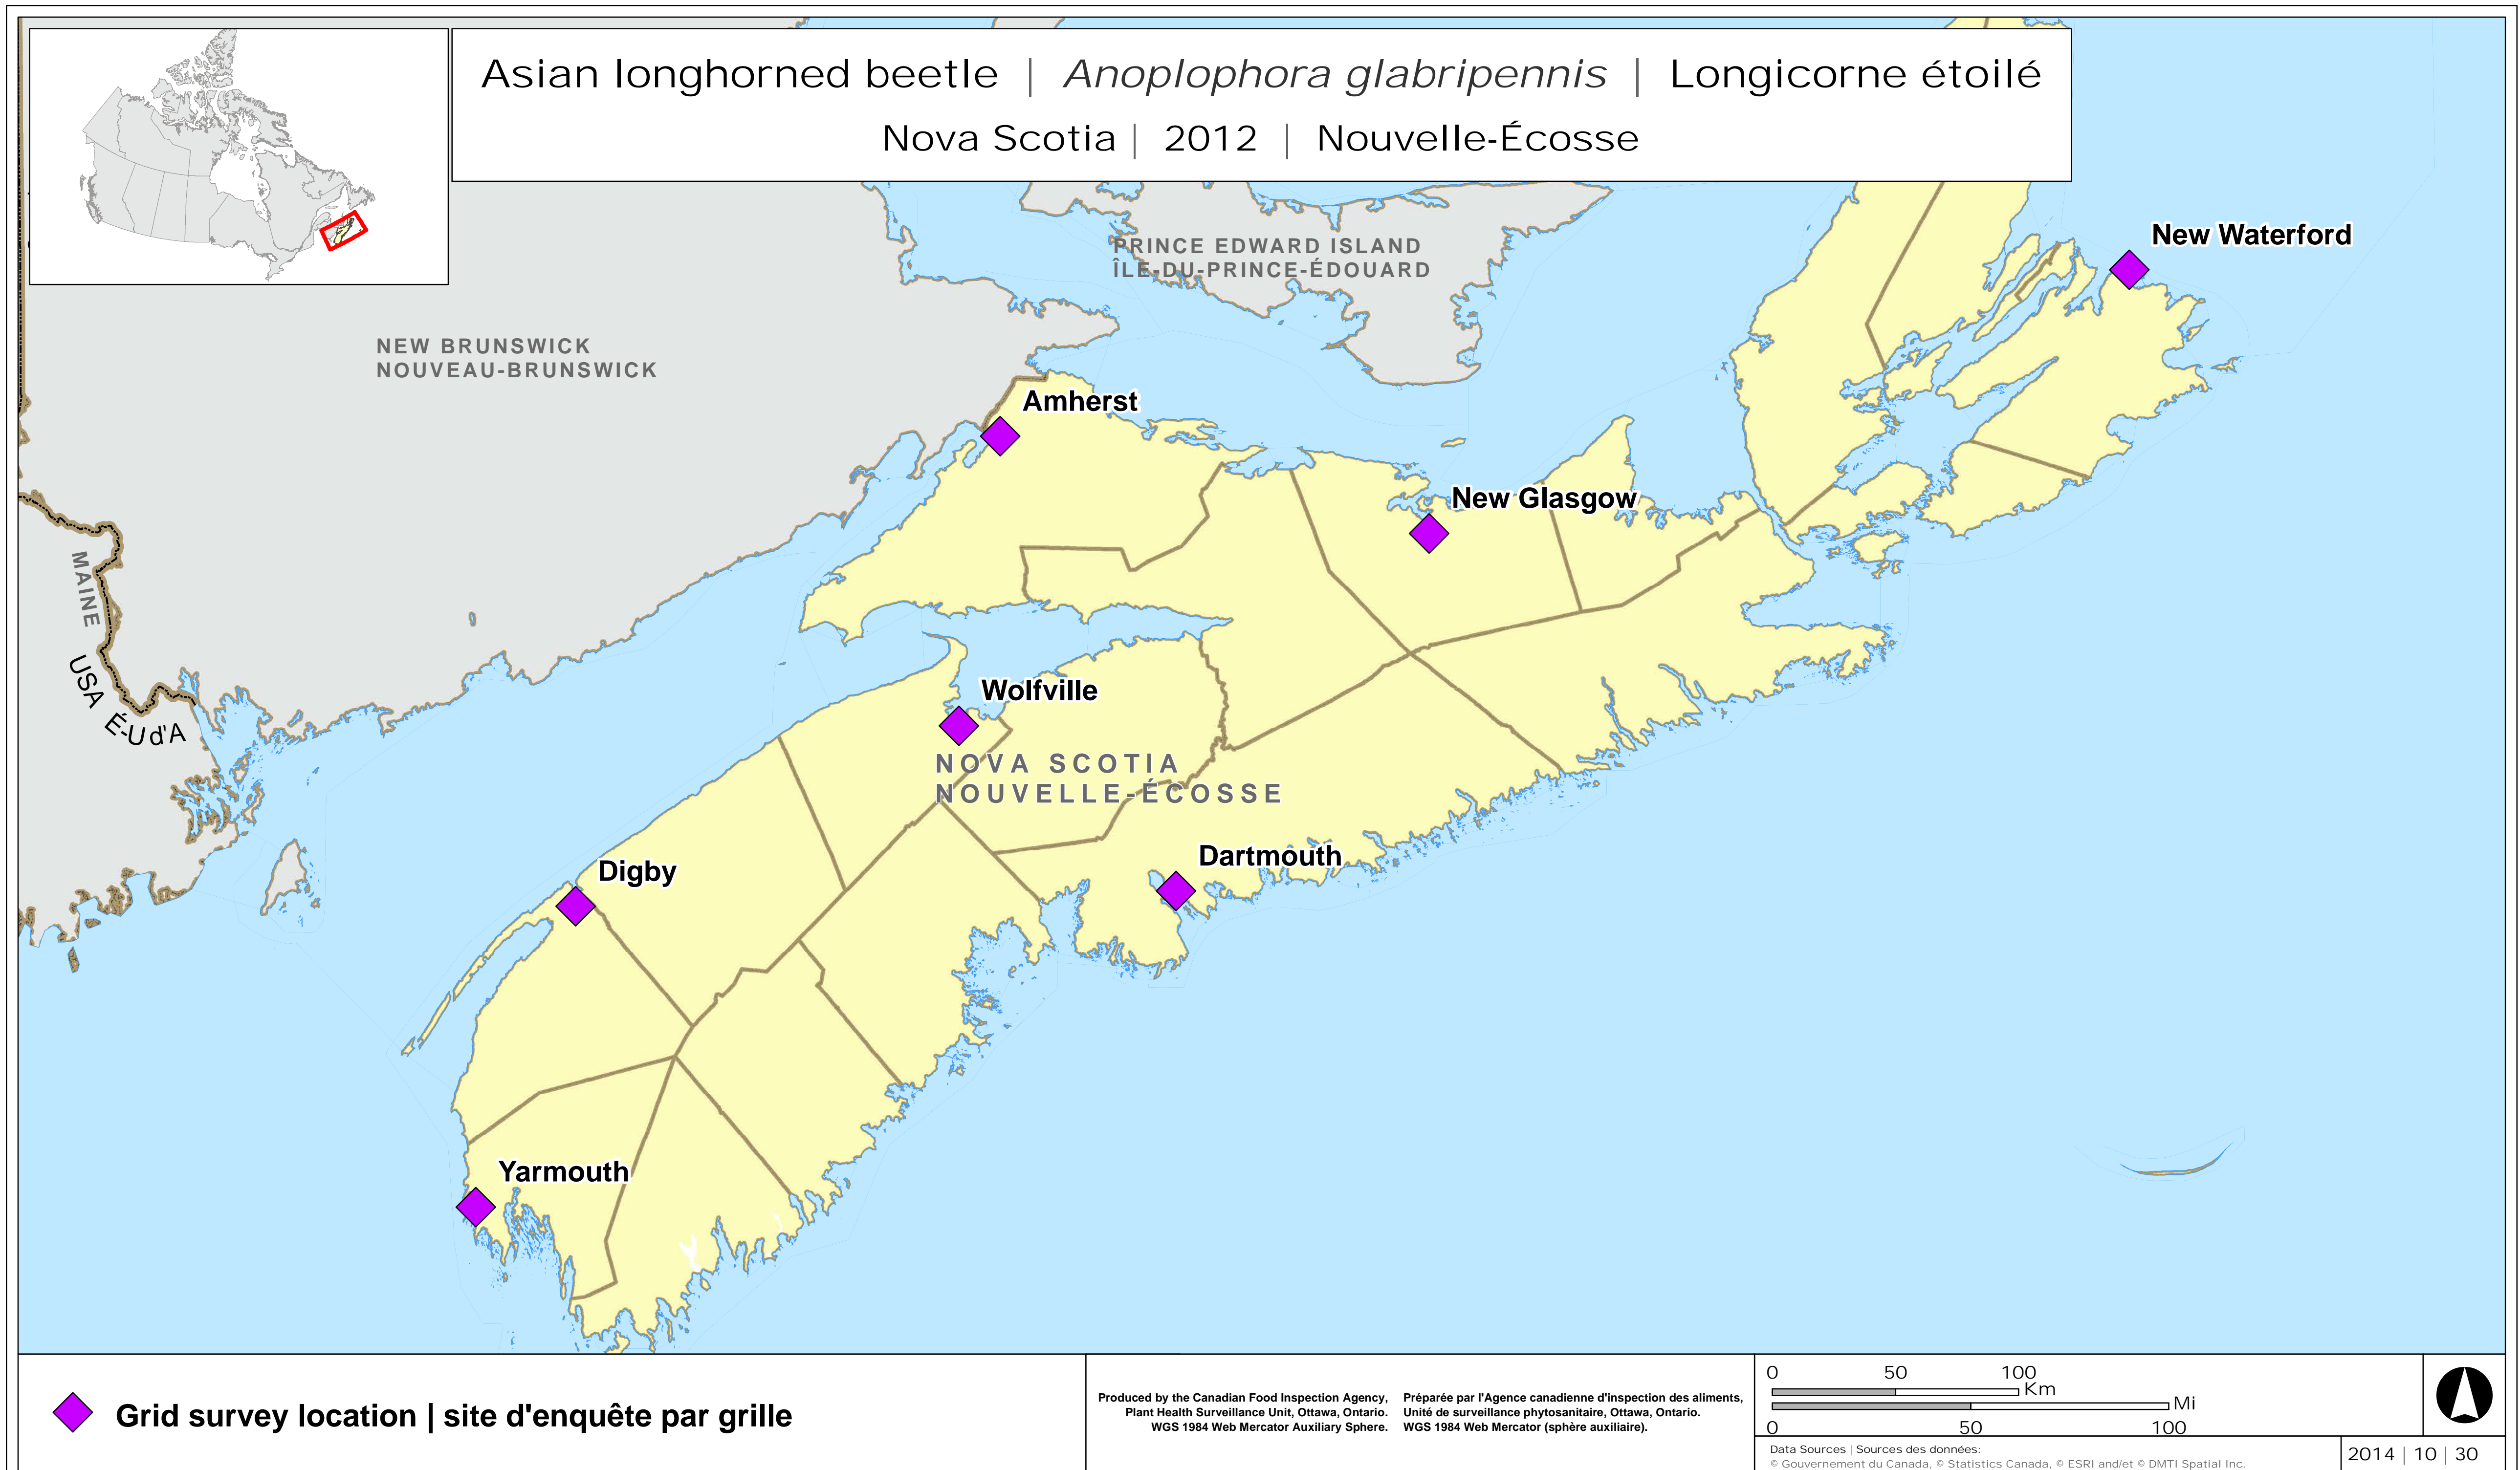 Asian longhorned beetle | Anoplophora glabripennis | Longicorne étoilé
Nova Scotia | 2012 | Nouvelle-Écosse
PRINCE EDWARD ISLAND
ÎLE-DU-PRINCE-ÉDOUARD
New Waterford
NEW BRUNSWICK
NOUVEAU-BRUNSWICK
Amherst
New Glasgow
MAINE
USA É-U d'A
Wolfville
NOVA SCOTIA
NOUVELLE-ÉCOSSE
Digby
Dartmouth
Yarmouth
Grid survey location | site d'enquête par grille
Produced by the Canadian Food Inspection Agency,
Plant Health Surveillance Unit, Ottawa, Ontario.
WGS 1984 Web Mercator Auxiliary Sphere.
Préparée par l'Agence canadienne d'inspection des aliments,
Unité de surveillance phytosanitaire, Ottawa, Ontario.
WGS 1984 Web Mercator (sphère auxiliaire).
0 50 100
Km
Mi
0 50 100
Data Sources | Sources des données:
© Gouvernement du Canada, © Statistics Canada, © ESRI and/et © DMTI Spatial Inc.
2014 | 10 | 30